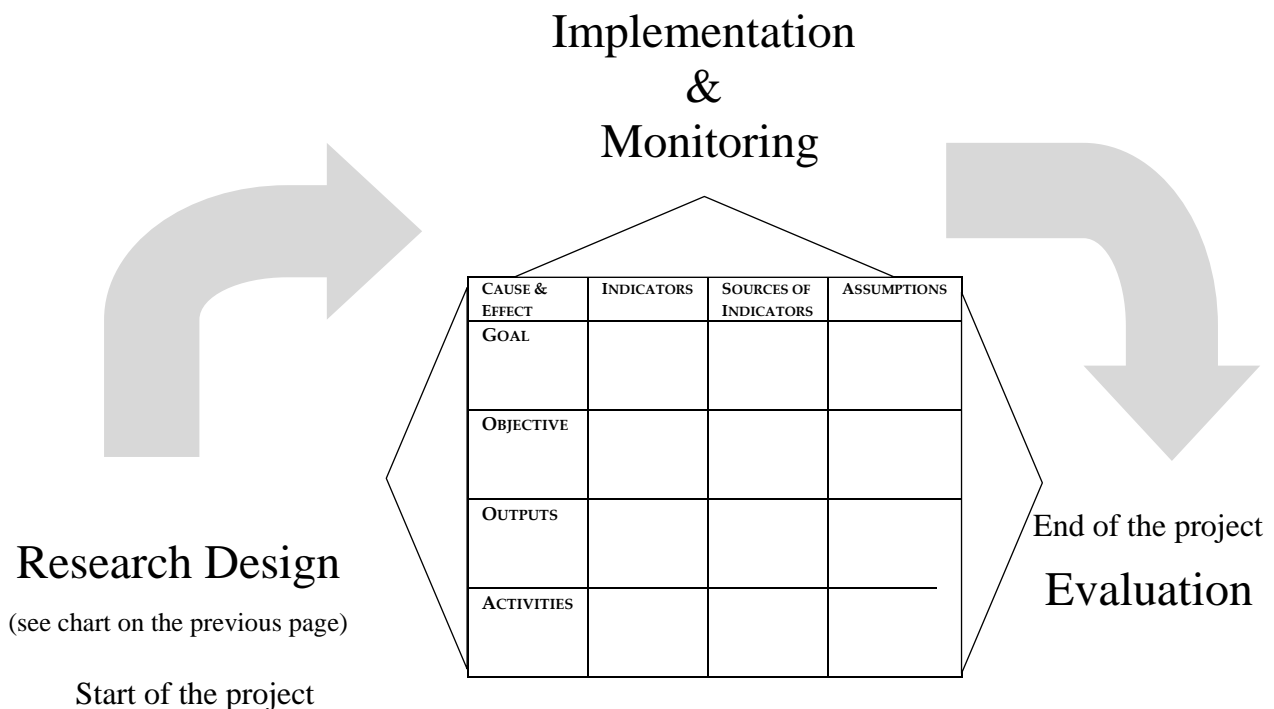 Implementation
&
Monitoring
CAUSE & EFFECT
INDICATORS
SOURCES OF INDICATORS
ASSUMPTIONS
GOAL
OBJECTIVE
OUTPUTS
ACTIVITIES
Research Design
(see chart on the previous page)
Start of the project
End of the project
Evaluation